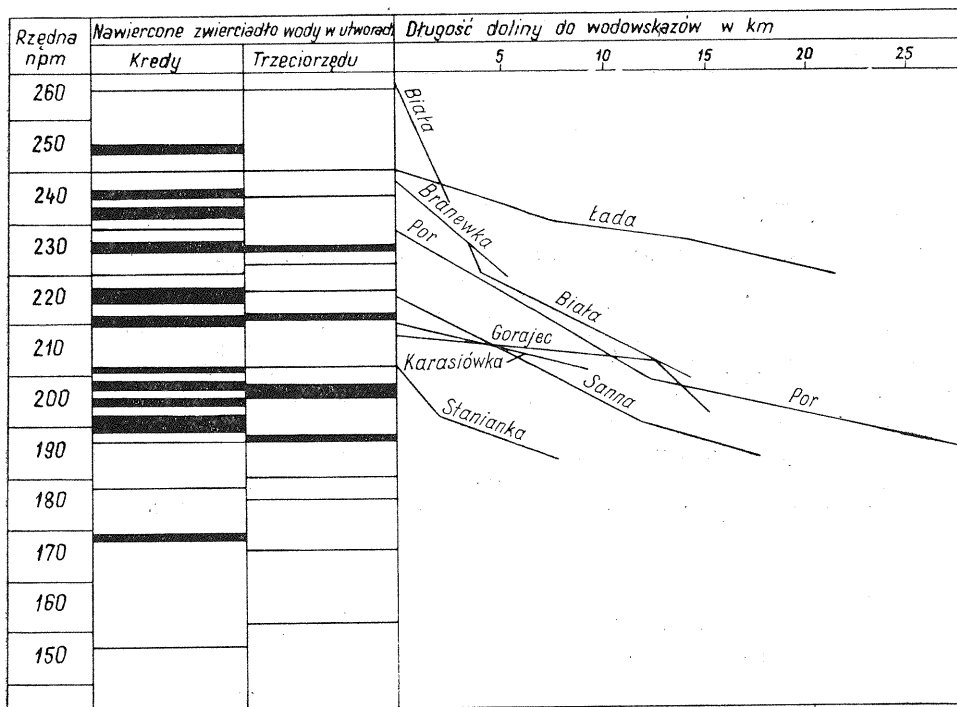 Rzędna npm
Nawiercone zwierciadło wody w utworach
Długość doliny do wodowskazów w km
Kredy
Trzeciorzędu
5 10 15 20 25
260
250
240
230
220
210
200
190
180
170
160
150
Biała
Łada
Branewka
Por
Biała
Gorajec
Karasiówka
Sanna
Por
Stanianka